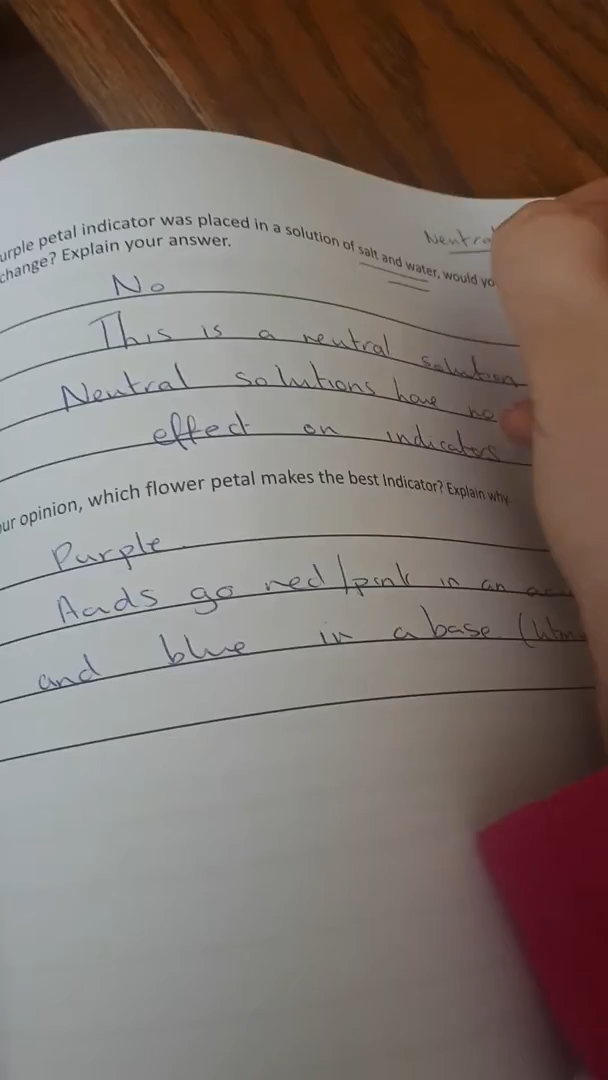 urple petal indicator was placed in a solution of salt and water, would yo
Neutra
change? Explain your answer.
No
This is a neutral solution
Neutral solutions have no
effect on indicators
ur opinion, which flower petal makes the best Indicator? Explain why
Purple
Acids go red/pink in an
and blue in a base